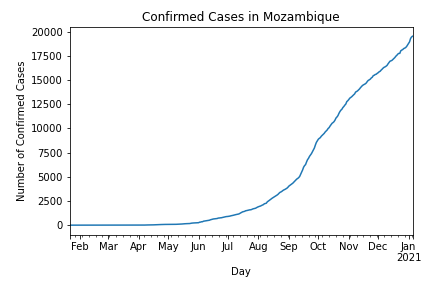 Confirmed Cases in Mozambique
Number of Confirmed Cases
20000
17500
15000
12500
10000
7500
5000
2500
0
Feb Mar Apr May Jun Jul Aug Sep Oct Nov Dec Jan
2021
Day